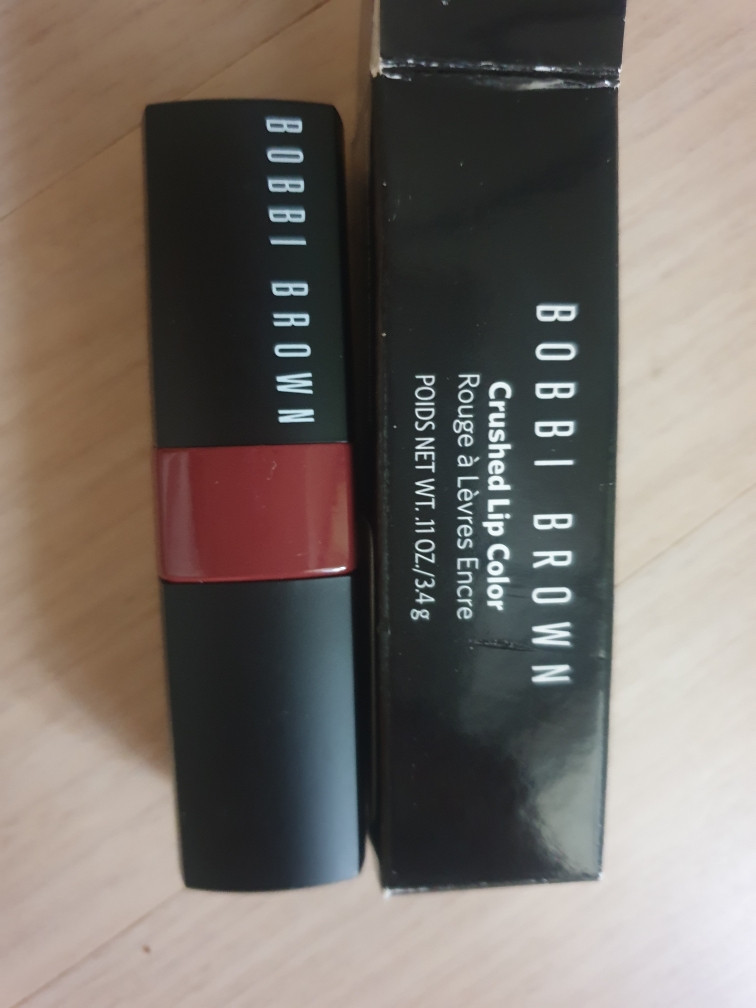 BOBBI BROWN
BOBBI BROWN
Crushed Lip Color
Rouge à Lèvres Encre
POIDS NET WT. .11 OZ./3.4 g